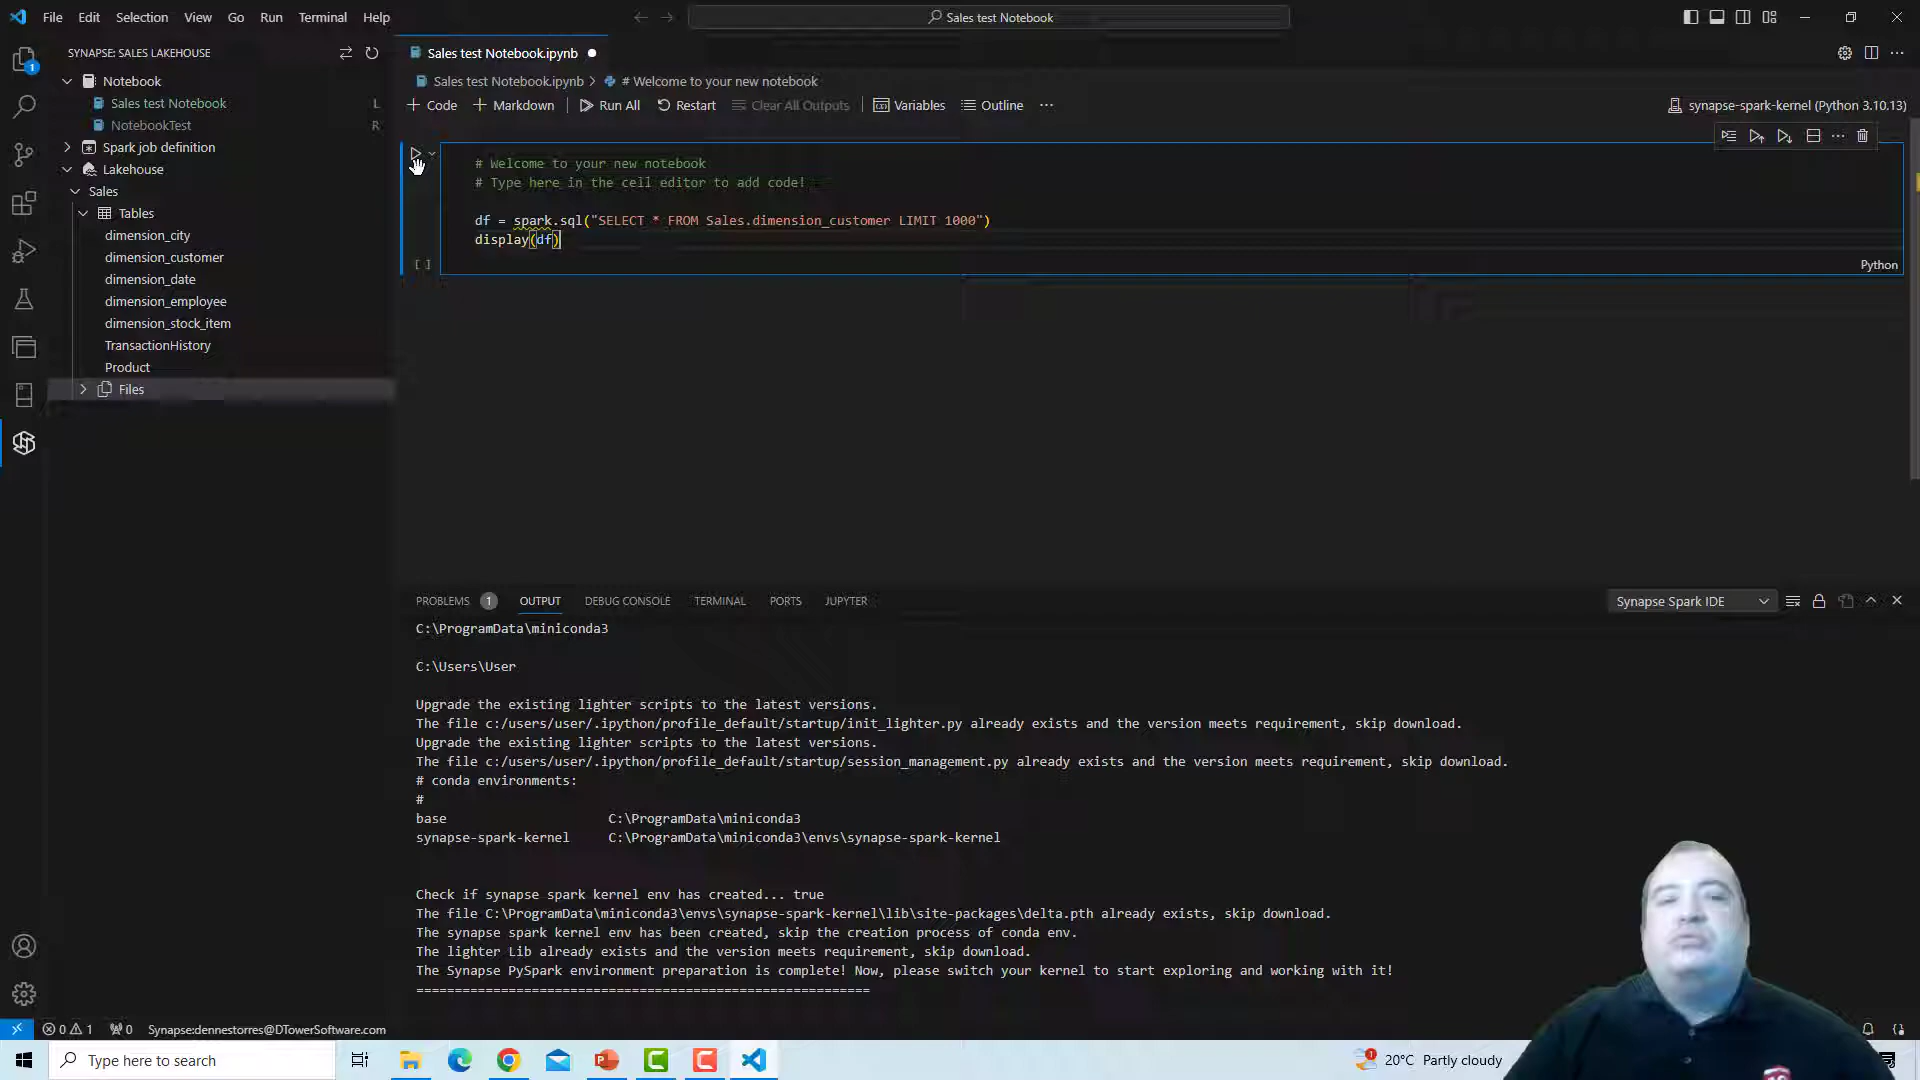 File Edit Selection View Go Run Terminal Help
Sales test Notebook
SYNAPSE: SALES LAKEHOUSE
Notebook
Sales test Notebook L
NotebookTest R
Spark job definition
Lakehouse
Sales
Tables
dimension_city
dimension_customer
dimension_date
dimension_employee
dimension_stock_item
TransactionHistory
Product
Files
1
Sales test Notebook.ipynb
Sales test Notebook.ipynb > # Welcome to your new notebook
+ Code + Markdown Run All Restart Clear All Outputs Variables Outline ...
synapse-spark-kernel (Python 3.10.13)
# Welcome to your new notebook
# Type here in the cell editor to add code!
df = spark.sql("SELECT * FROM Sales.dimension_customer LIMIT 1000")
display(df)
[ ]
Python
PROBLEMS 1 OUTPUT DEBUG CONSOLE TERMINAL PORTS JUPYTER
Synapse Spark IDE
C:\ProgramData\miniconda3
C:\Users\User
Upgrade the existing lighter scripts to the latest versions.
The file c:/users/user/.ipython/profile_default/startup/init_lighter.py already exists and the version meets requirement, skip download.
Upgrade the existing lighter scripts to the latest versions.
The file c:/users/user/.ipython/profile_default/startup/session_management.py already exists and the version meets requirement, skip download.
# conda environments:
#
base C:\ProgramData\miniconda3
synapse-spark-kernel C:\ProgramData\miniconda3\envs\synapse-spark-kernel
Check if synapse spark kernel env has created... true
The file C:\ProgramData\miniconda3\envs\synapse-spark-kernel\lib\site-packages\delta.pth already exists, skip download.
The synapse spark kernel env has been created, skip the creation process of conda env.
The lighter Lib already exists and the version meets requirement, skip download.
The Synapse PySpark environment preparation is complete! Now, please switch your kernel to start exploring and working with it!
===========================================================
0 1 0 Synapse:dennestorres@DTowerSoftware.com
Type here to search
1 20°C Partly cloudy